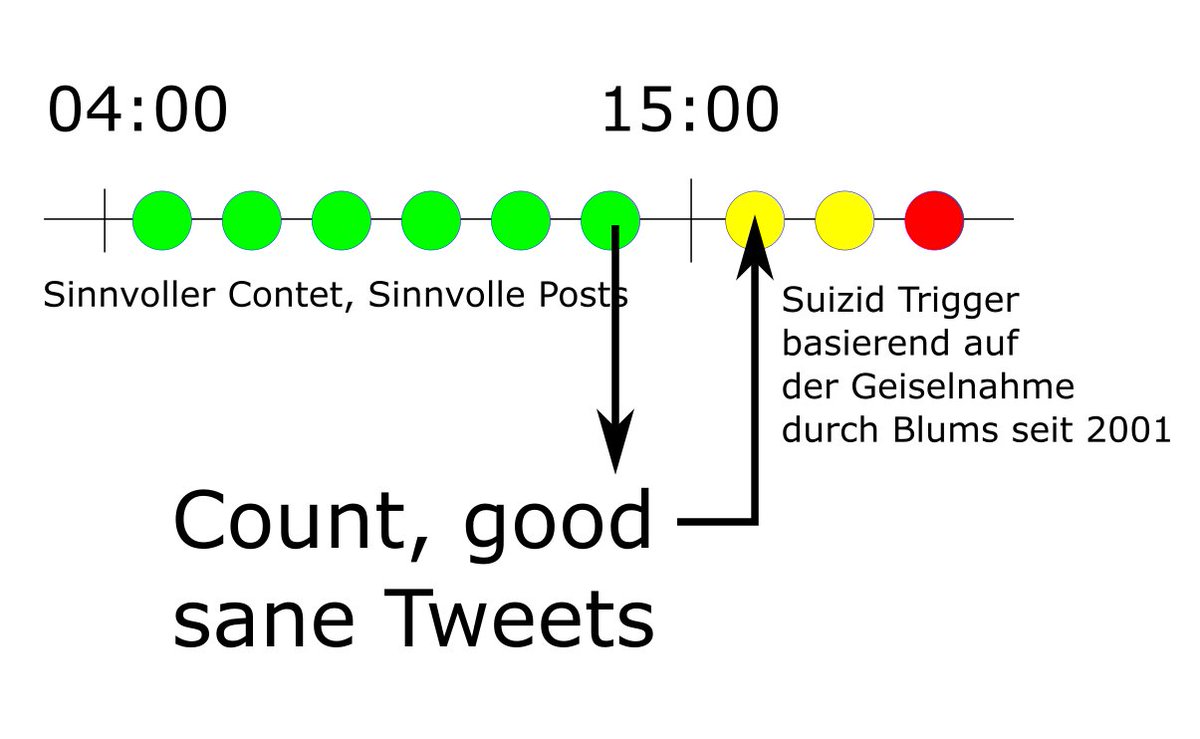 04:00
15:00
Sinnvoller Contet, Sinnvolle Posts
Suizid Trigger
basierend auf
der Geiselnahme
durch Blums seit 2001
Count, good
sane Tweets